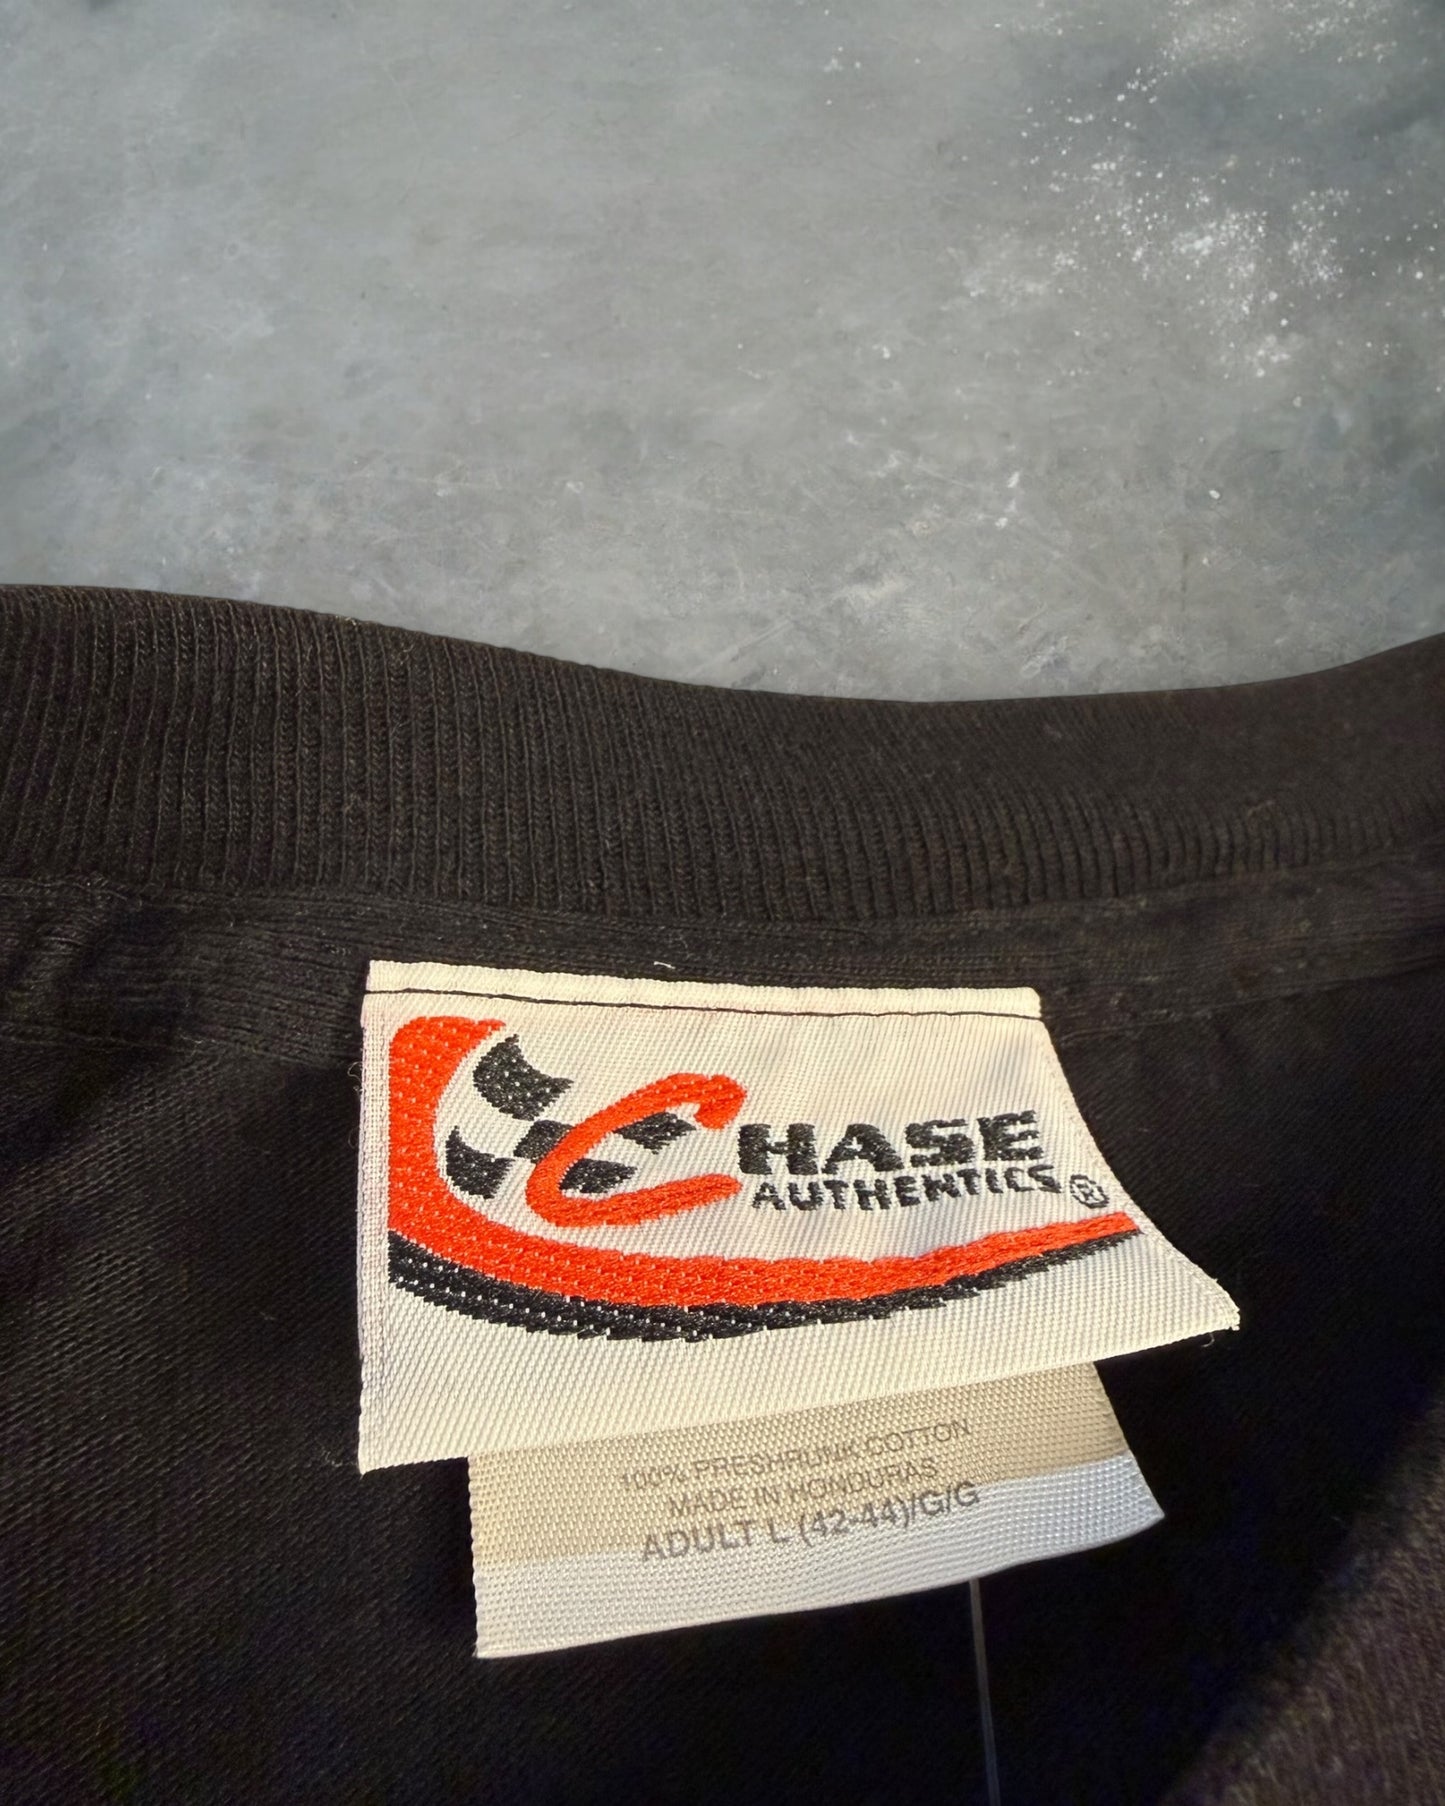 CHASE
AUTHENTICS®
100% PRESHRUNK COTTON
MADE IN HONDURAS
ADULT L (42-44)/G/G